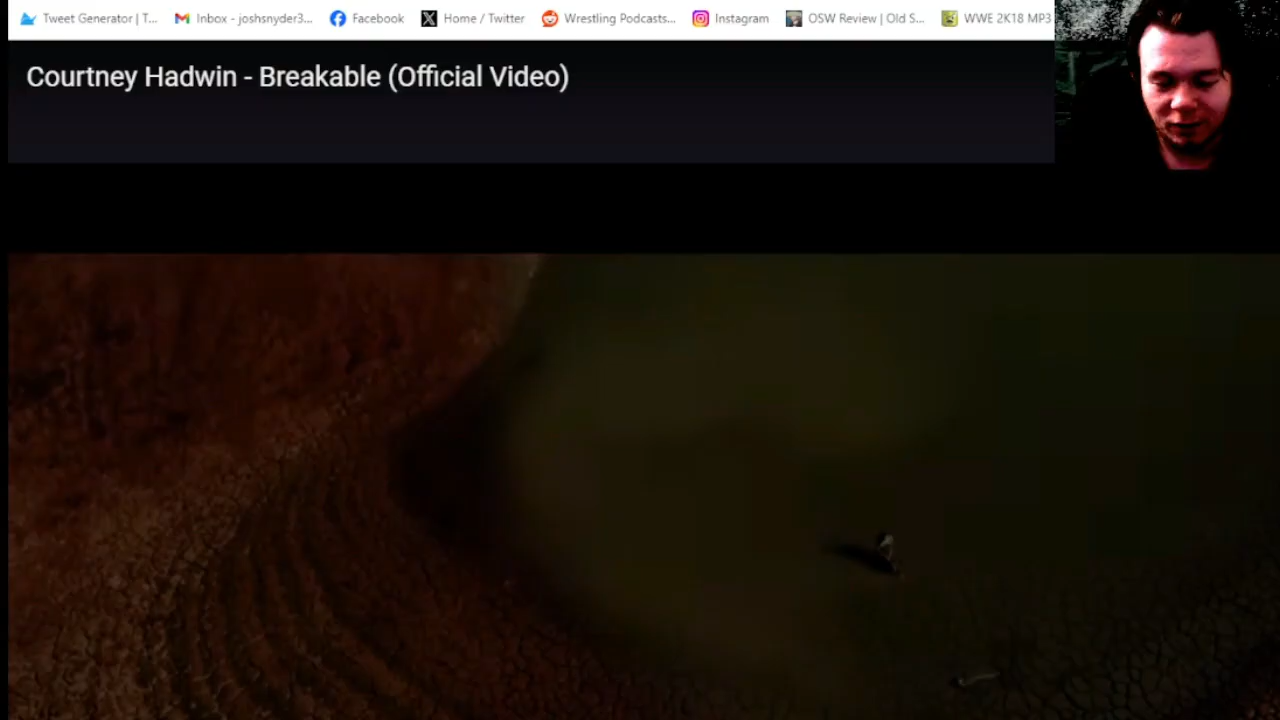 Tweet Generator | T... Inbox - joshsnyder3... Facebook Home / Twitter Wrestling Podcasts... Instagram OSW Review | Old S... WWE 2K18 MP3
Courtney Hadwin - Breakable (Official Video)